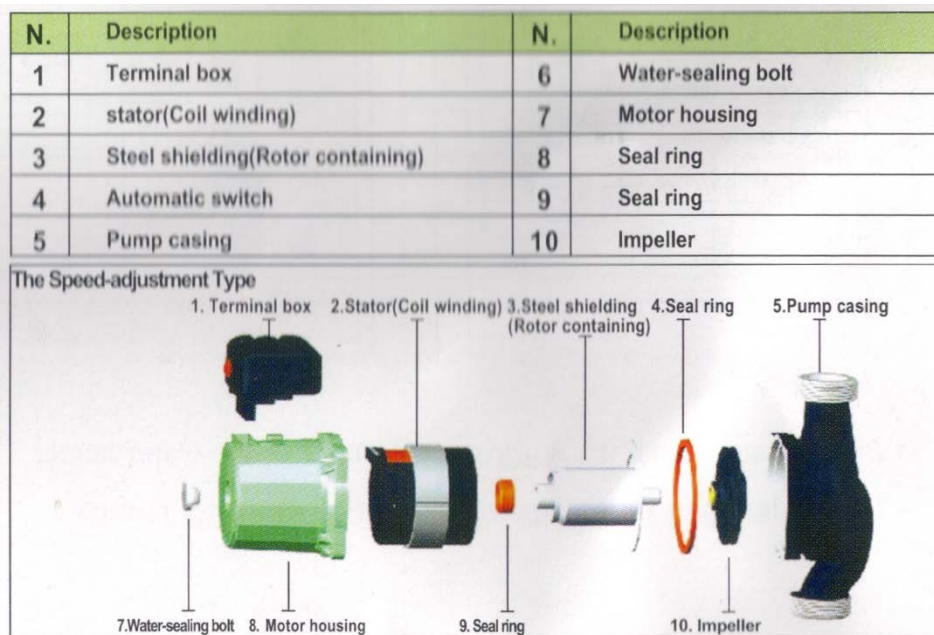 N. Description N. Description
1 Terminal box 6 Water-sealing bolt
2 stator(Coil winding) 7 Motor housing
3 Steel shielding(Rotor containing) 8 Seal ring
4 Automatic switch 9 Seal ring
5 Pump casing 10 Impeller
The Speed-adjustment Type
1. Terminal box 2.Stator(Coil winding) 3.Steel shielding 4.Seal ring 5.Pump casing
(Rotor containing)
7.Water-sealing bolt 8. Motor housing 9. Seal ring 10. Impeller